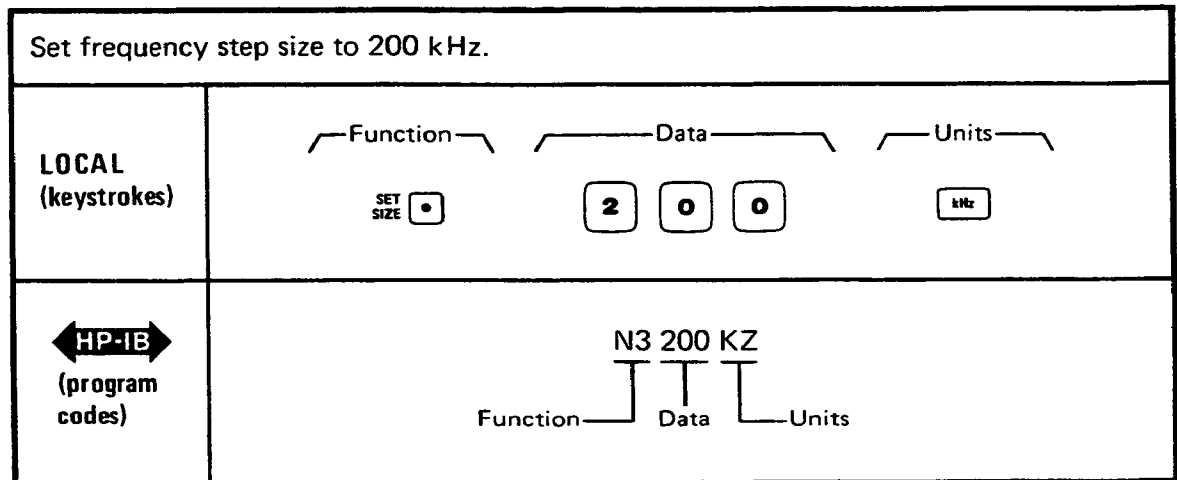 Set frequency step size to 200 kHz.
LOCAL
(keystrokes)
Function
Data
Units
SET
SIZE •
2 0 0
kHz
HP-IB
(program
codes)
N3 200 KZ
Function Data Units